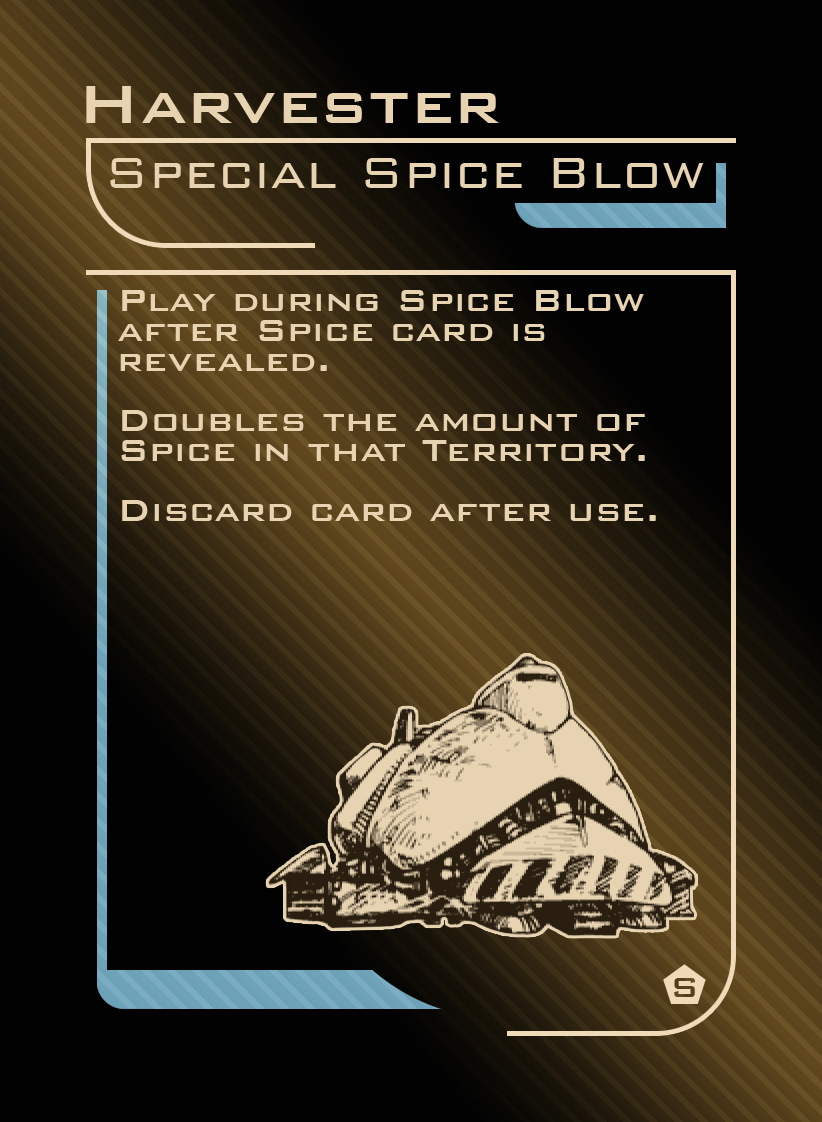 Harvester
Special Spice Blow
Play during Spice Blow
after Spice card is
revealed.
Doubles the amount of
Spice in that Territory.
Discard card after use.
S